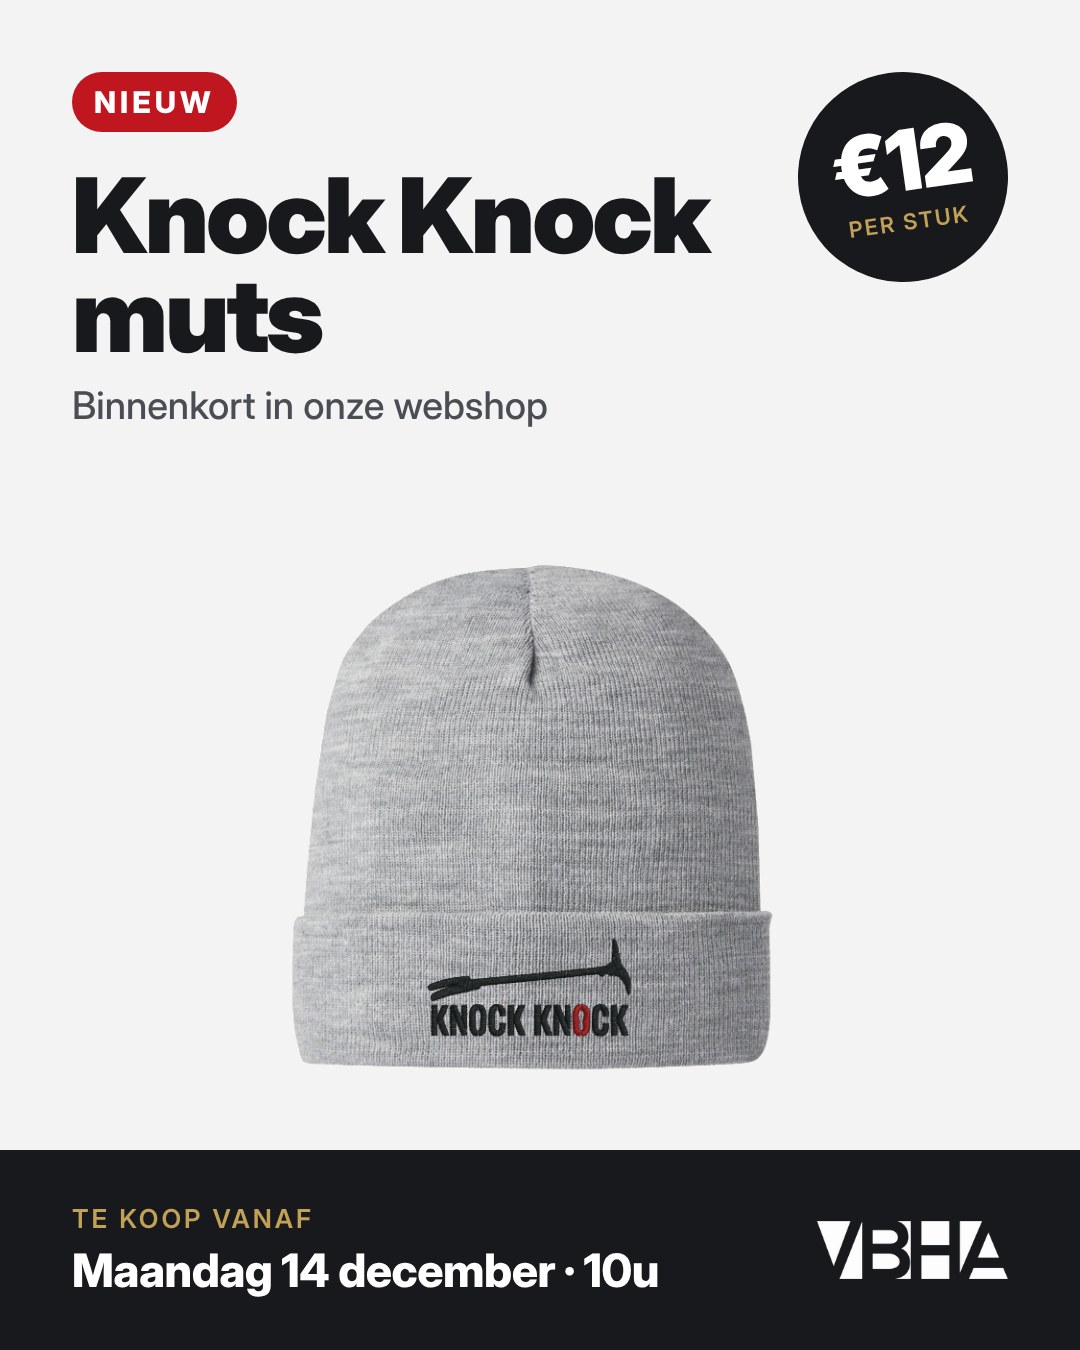 NIEUW
Knock Knock
muts
Binnenkort in onze webshop
€12
PER STUK
KNOCK KNOCK
TE KOOP VANAF
Maandag 14 december · 10u
VBHA